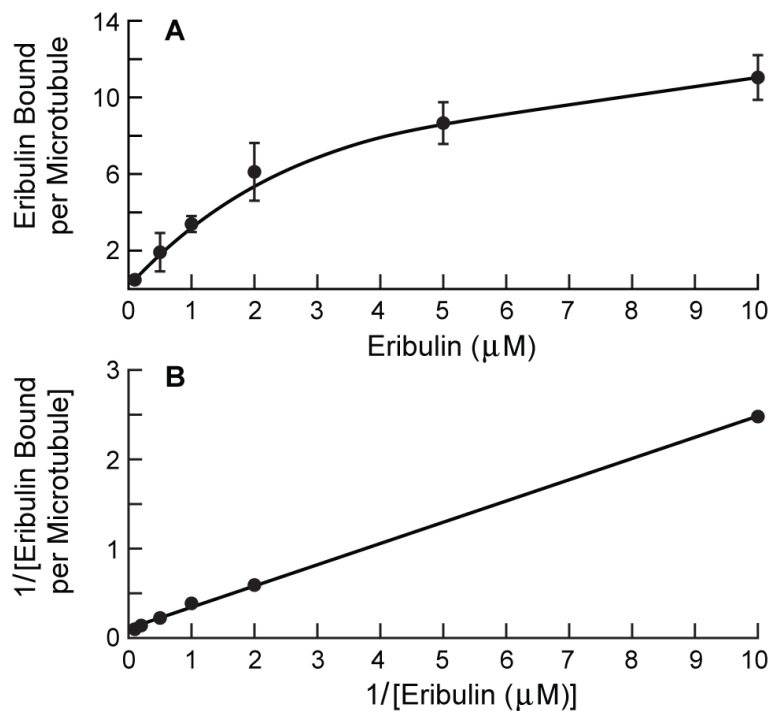 A
14
10
6
2
Eribulin Bound
per Microtubule
0 1 2 3 4 5 6 7 8 9 10
Eribulin (μM)
B
3
2
1
0
1/[Eribulin Bound
per Microtubule]
0 1 2 3 4 5 6 7 8 9 10
1/[Eribulin (μM)]